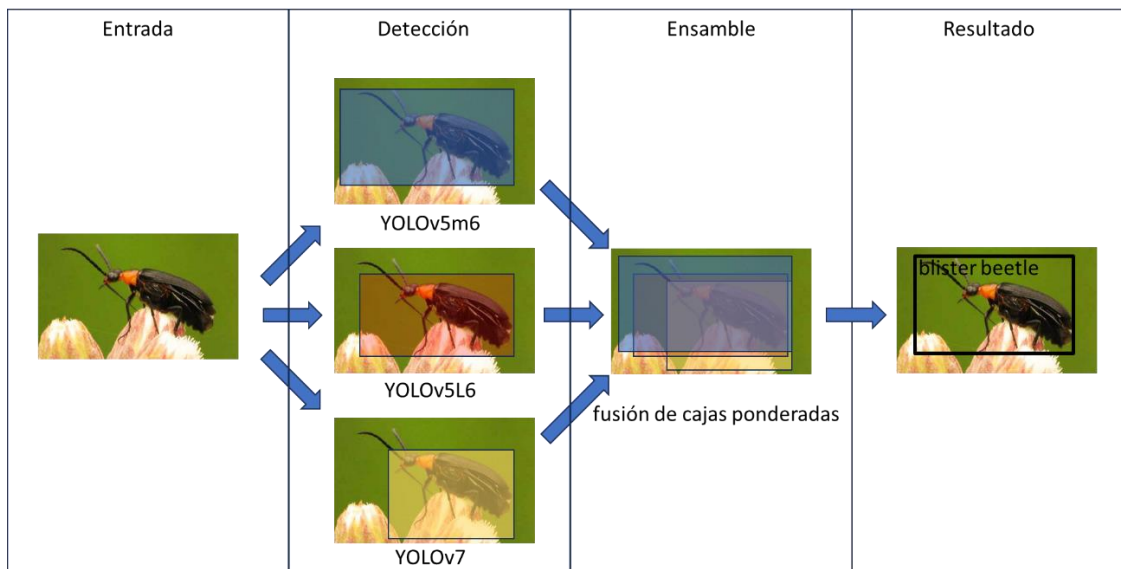 Entrada
Detección
Ensamble
Resultado
YOLOv5m6
YOLOv5L6
YOLOv7
fusión de cajas ponderadas
blister beetle